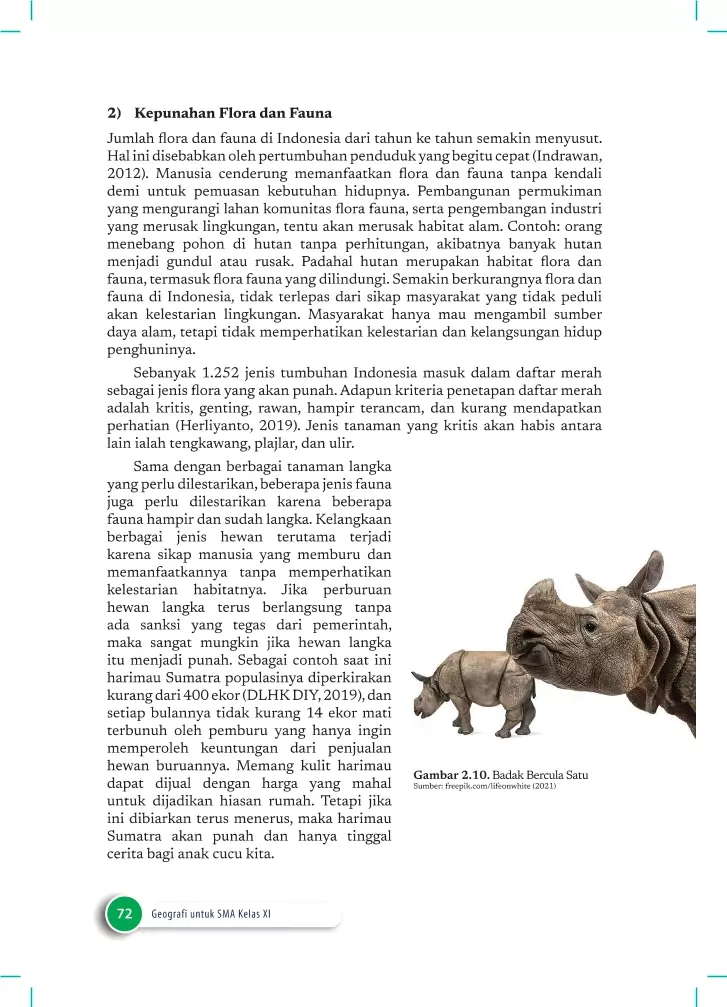 2) Kepunahan Flora dan Fauna
Jumlah flora dan fauna di Indonesia dari tahun ke tahun semakin menyusut.
Hal ini disebabkan oleh pertumbuhan penduduk yang begitu cepat (Indrawan,
2012). Manusia cenderung memanfaatkan flora dan fauna tanpa kendali
demi untuk pemuasan kebutuhan hidupnya. Pembangunan permukiman
yang mengurangi lahan komunitas flora fauna, serta pengembangan industri
yang merusak lingkungan, tentu akan merusak habitat alam. Contoh: orang
menebang pohon di hutan tanpa perhitungan, akibatnya banyak hutan
menjadi gundul atau rusak. Padahal hutan merupakan habitat flora dan
fauna, termasuk flora fauna yang dilindungi. Semakin berkurangnya flora dan
fauna di Indonesia, tidak terlepas dari sikap masyarakat yang tidak peduli
akan kelestarian lingkungan. Masyarakat hanya mau mengambil sumber
daya alam, tetapi tidak memperhatikan kelestarian dan kelangsungan hidup
penghuninya.
Sebanyak 1.252 jenis tumbuhan Indonesia masuk dalam daftar merah
sebagai jenis flora yang akan punah. Adapun kriteria penetapan daftar merah
adalah kritis, genting, rawan, hampir terancam, dan kurang mendapatkan
perhatian (Herliyanto, 2019). Jenis tanaman yang kritis akan habis antara
lain ialah tengkawang, plajlar, dan ulir.
Sama dengan berbagai tanaman langka
yang perlu dilestarikan, beberapa jenis fauna
juga perlu dilestarikan karena beberapa
fauna hampir dan sudah langka. Kelangkaan
berbagai jenis hewan terutama terjadi
karena sikap manusia yang memburu dan
memanfaatkannya tanpa memperhatikan
kelestarian habitatnya. Jika perburuan
hewan langka terus berlangsung tanpa
ada sanksi yang tegas dari pemerintah,
maka sangat mungkin jika hewan langka
itu menjadi punah. Sebagai contoh saat ini
harimau Sumatra populasinya diperkirakan
kurang dari 400 ekor (DLHK DIY, 2019), dan
setiap bulannya tidak kurang 14 ekor mati
terbunuh oleh pemburu yang hanya ingin
memperoleh keuntungan dari penjualan
hewan buruannya. Memang kulit harimau
dapat dijual dengan harga yang mahal
untuk dijadikan hiasan rumah. Tetapi jika
ini dibiarkan terus menerus, maka harimau
Sumatra akan punah dan hanya tinggal
cerita bagi anak cucu kita.
Gambar 2.10. Badak Bercula Satu
Sumber: freepik.com/lifeonwhite (2021)
72 Geografi untuk SMA Kelas XI